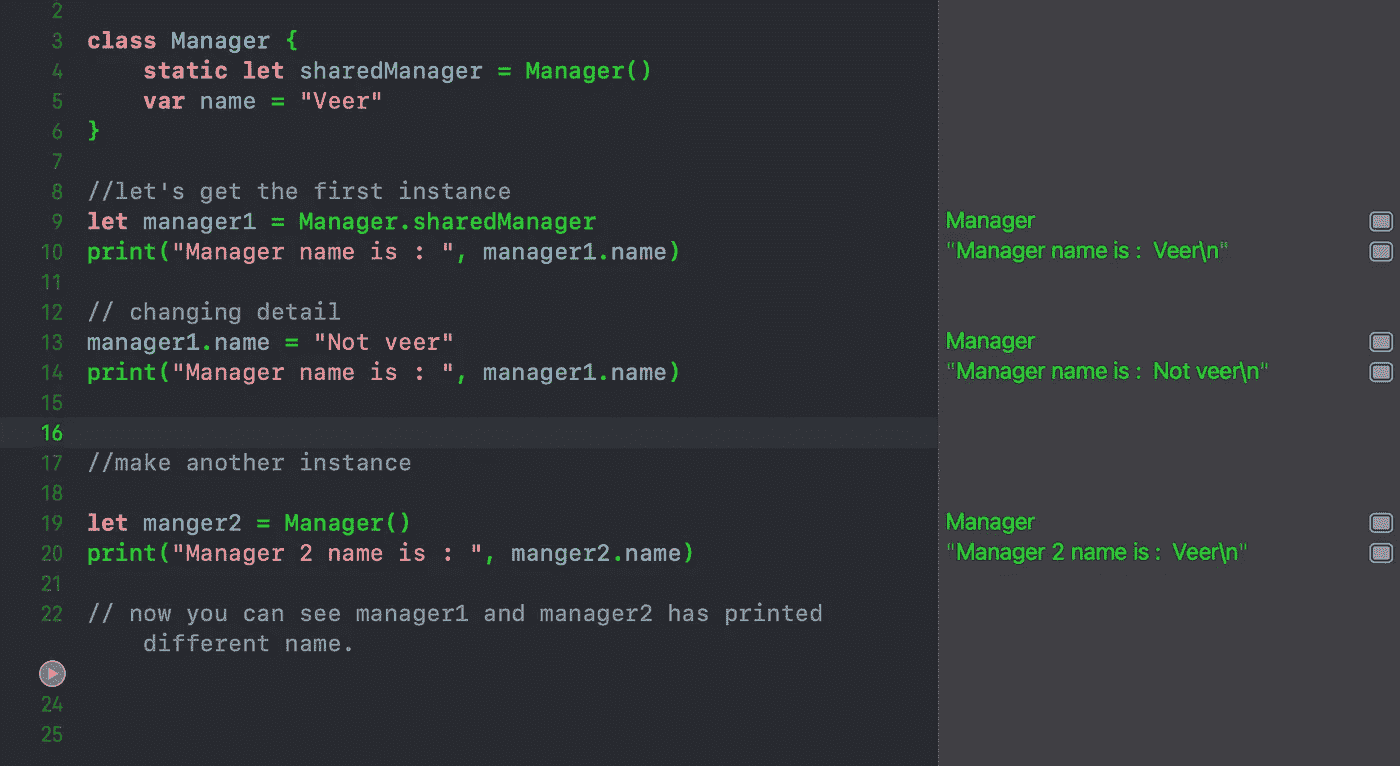 2
3 class Manager {
4     static let sharedManager = Manager()
5     var name = "Veer"
6 }
7
8 //let's get the first instance
9 let manager1 = Manager.sharedManager Manager
10 print("Manager name is : ", manager1.name) "Manager name is :  Veer\n"
11
12 // changing detail
13 manager1.name = "Not veer" Manager
14 print("Manager name is : ", manager1.name) "Manager name is :  Not veer\n"
15
16
17 //make another instance
18
19 let manger2 = Manager() Manager
20 print("Manager 2 name is : ", manger2.name) "Manager 2 name is :  Veer\n"
21
22 // now you can see manager1 and manager2 has printed
different name.
24
25